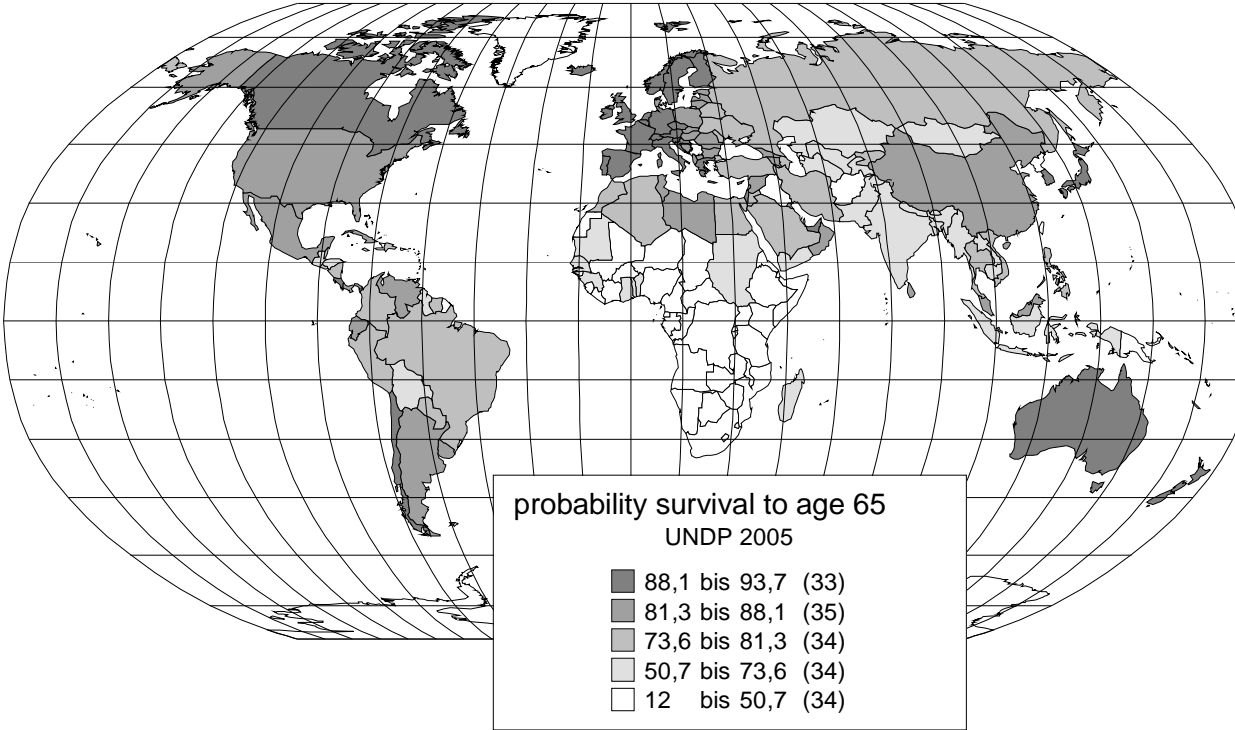 probability survival to age 65
UNDP 2005
88,1 bis 93,7 (33)
81,3 bis 88,1 (35)
73,6 bis 81,3 (34)
50,7 bis 73,6 (34)
12 bis 50,7 (34)